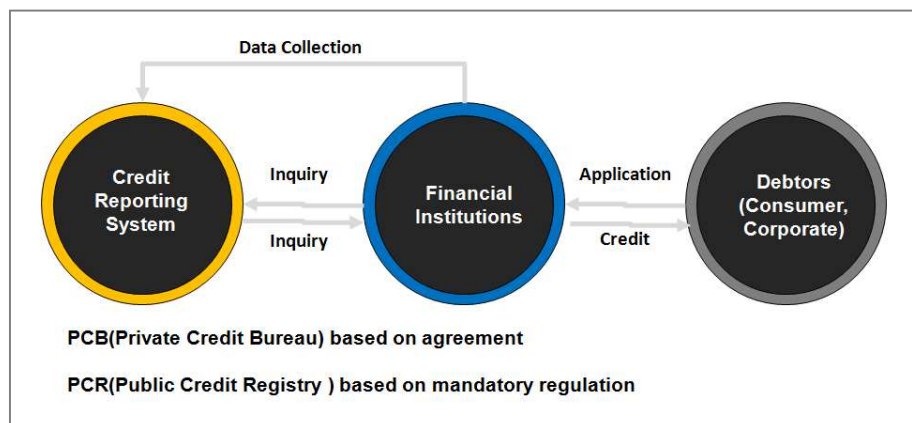 Data Collection
Credit
Reporting
System
Inquiry
Inquiry
Financial
Institutions
Application
Credit
Debtors
(Consumer,
Corporate)
PCB(Private Credit Bureau) based on agreement
PCR(Public Credit Registry ) based on mandatory regulation